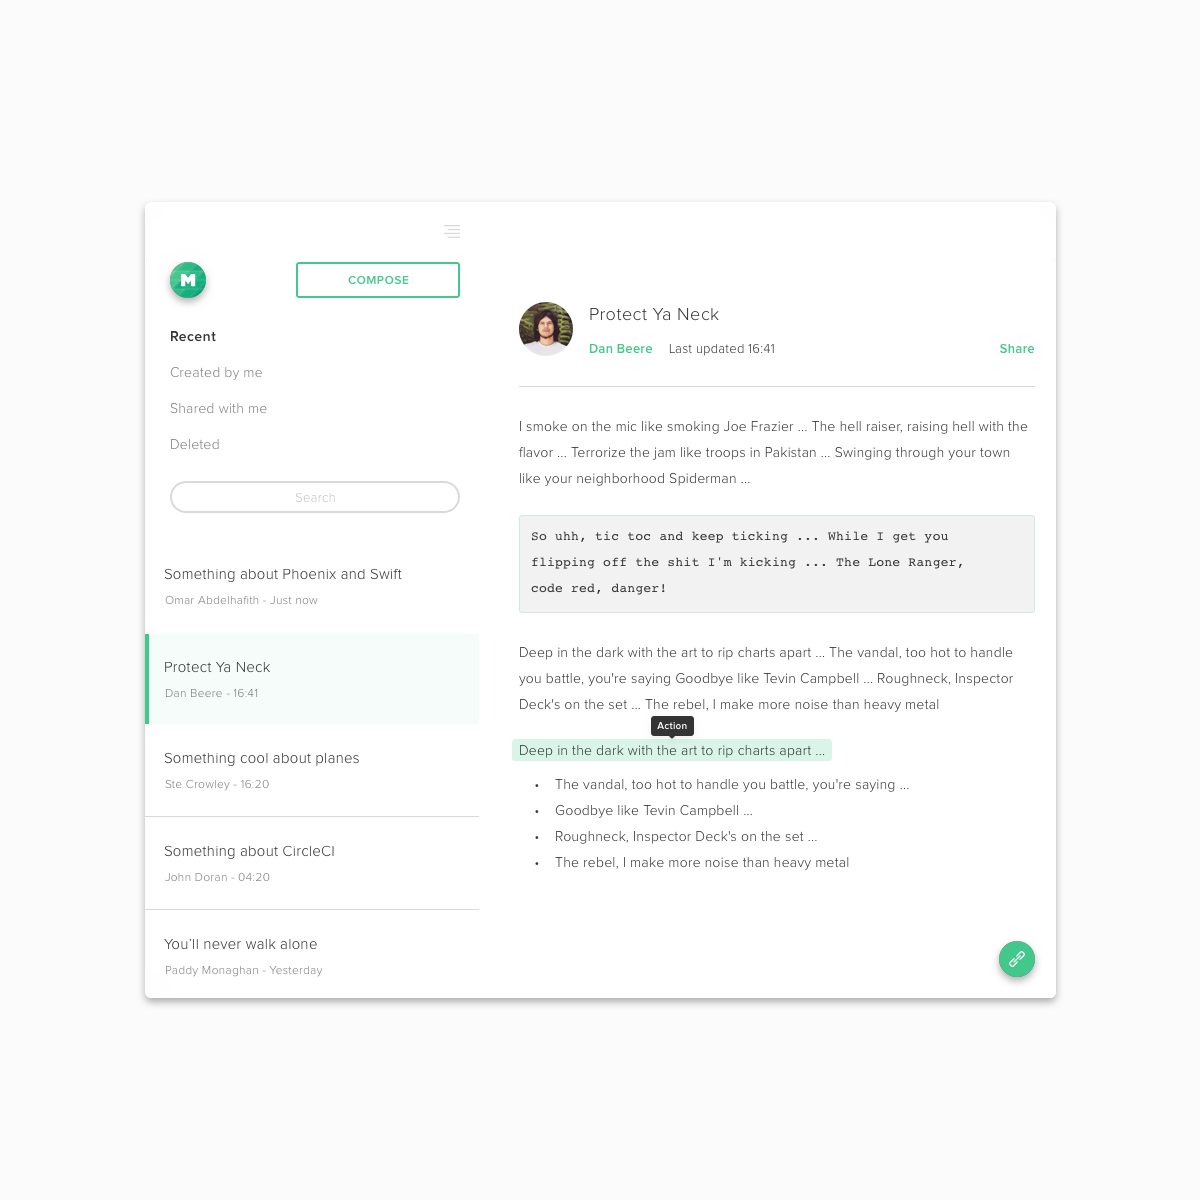 M
COMPOSE
Recent
Created by me
Shared with me
Deleted
Search
Something about Phoenix and Swift
Omar Abdelhafith - Just now
Protect Ya Neck
Dan Beere - 16:41
Something cool about planes
Ste Crowley - 16:20
Something about CircleCI
John Doran - 04:20
You'll never walk alone
Paddy Monaghan - Yesterday
Protect Ya Neck
Dan Beere Last updated 16:41
Share
I smoke on the mic like smoking Joe Frazier ... The hell raiser, raising hell with the
flavor ... Terrorize the jam like troops in Pakistan ... Swinging through your town
like your neighborhood Spiderman ...
So uhh, tic toc and keep ticking ... While I get you
flipping off the shit I'm kicking ... The Lone Ranger,
code red, danger!
Deep in the dark with the art to rip charts apart ... The vandal, too hot to handle
you battle, you're saying Goodbye like Tevin Campbell ... Roughneck, Inspector
Deck's on the set ... The rebel, I make more noise than heavy metal
Action
Deep in the dark with the art to rip charts apart ...
• The vandal, too hot to handle you battle, you're saying ...
• Goodbye like Tevin Campbell ...
• Roughneck, Inspector Deck's on the set ...
• The rebel, I make more noise than heavy metal